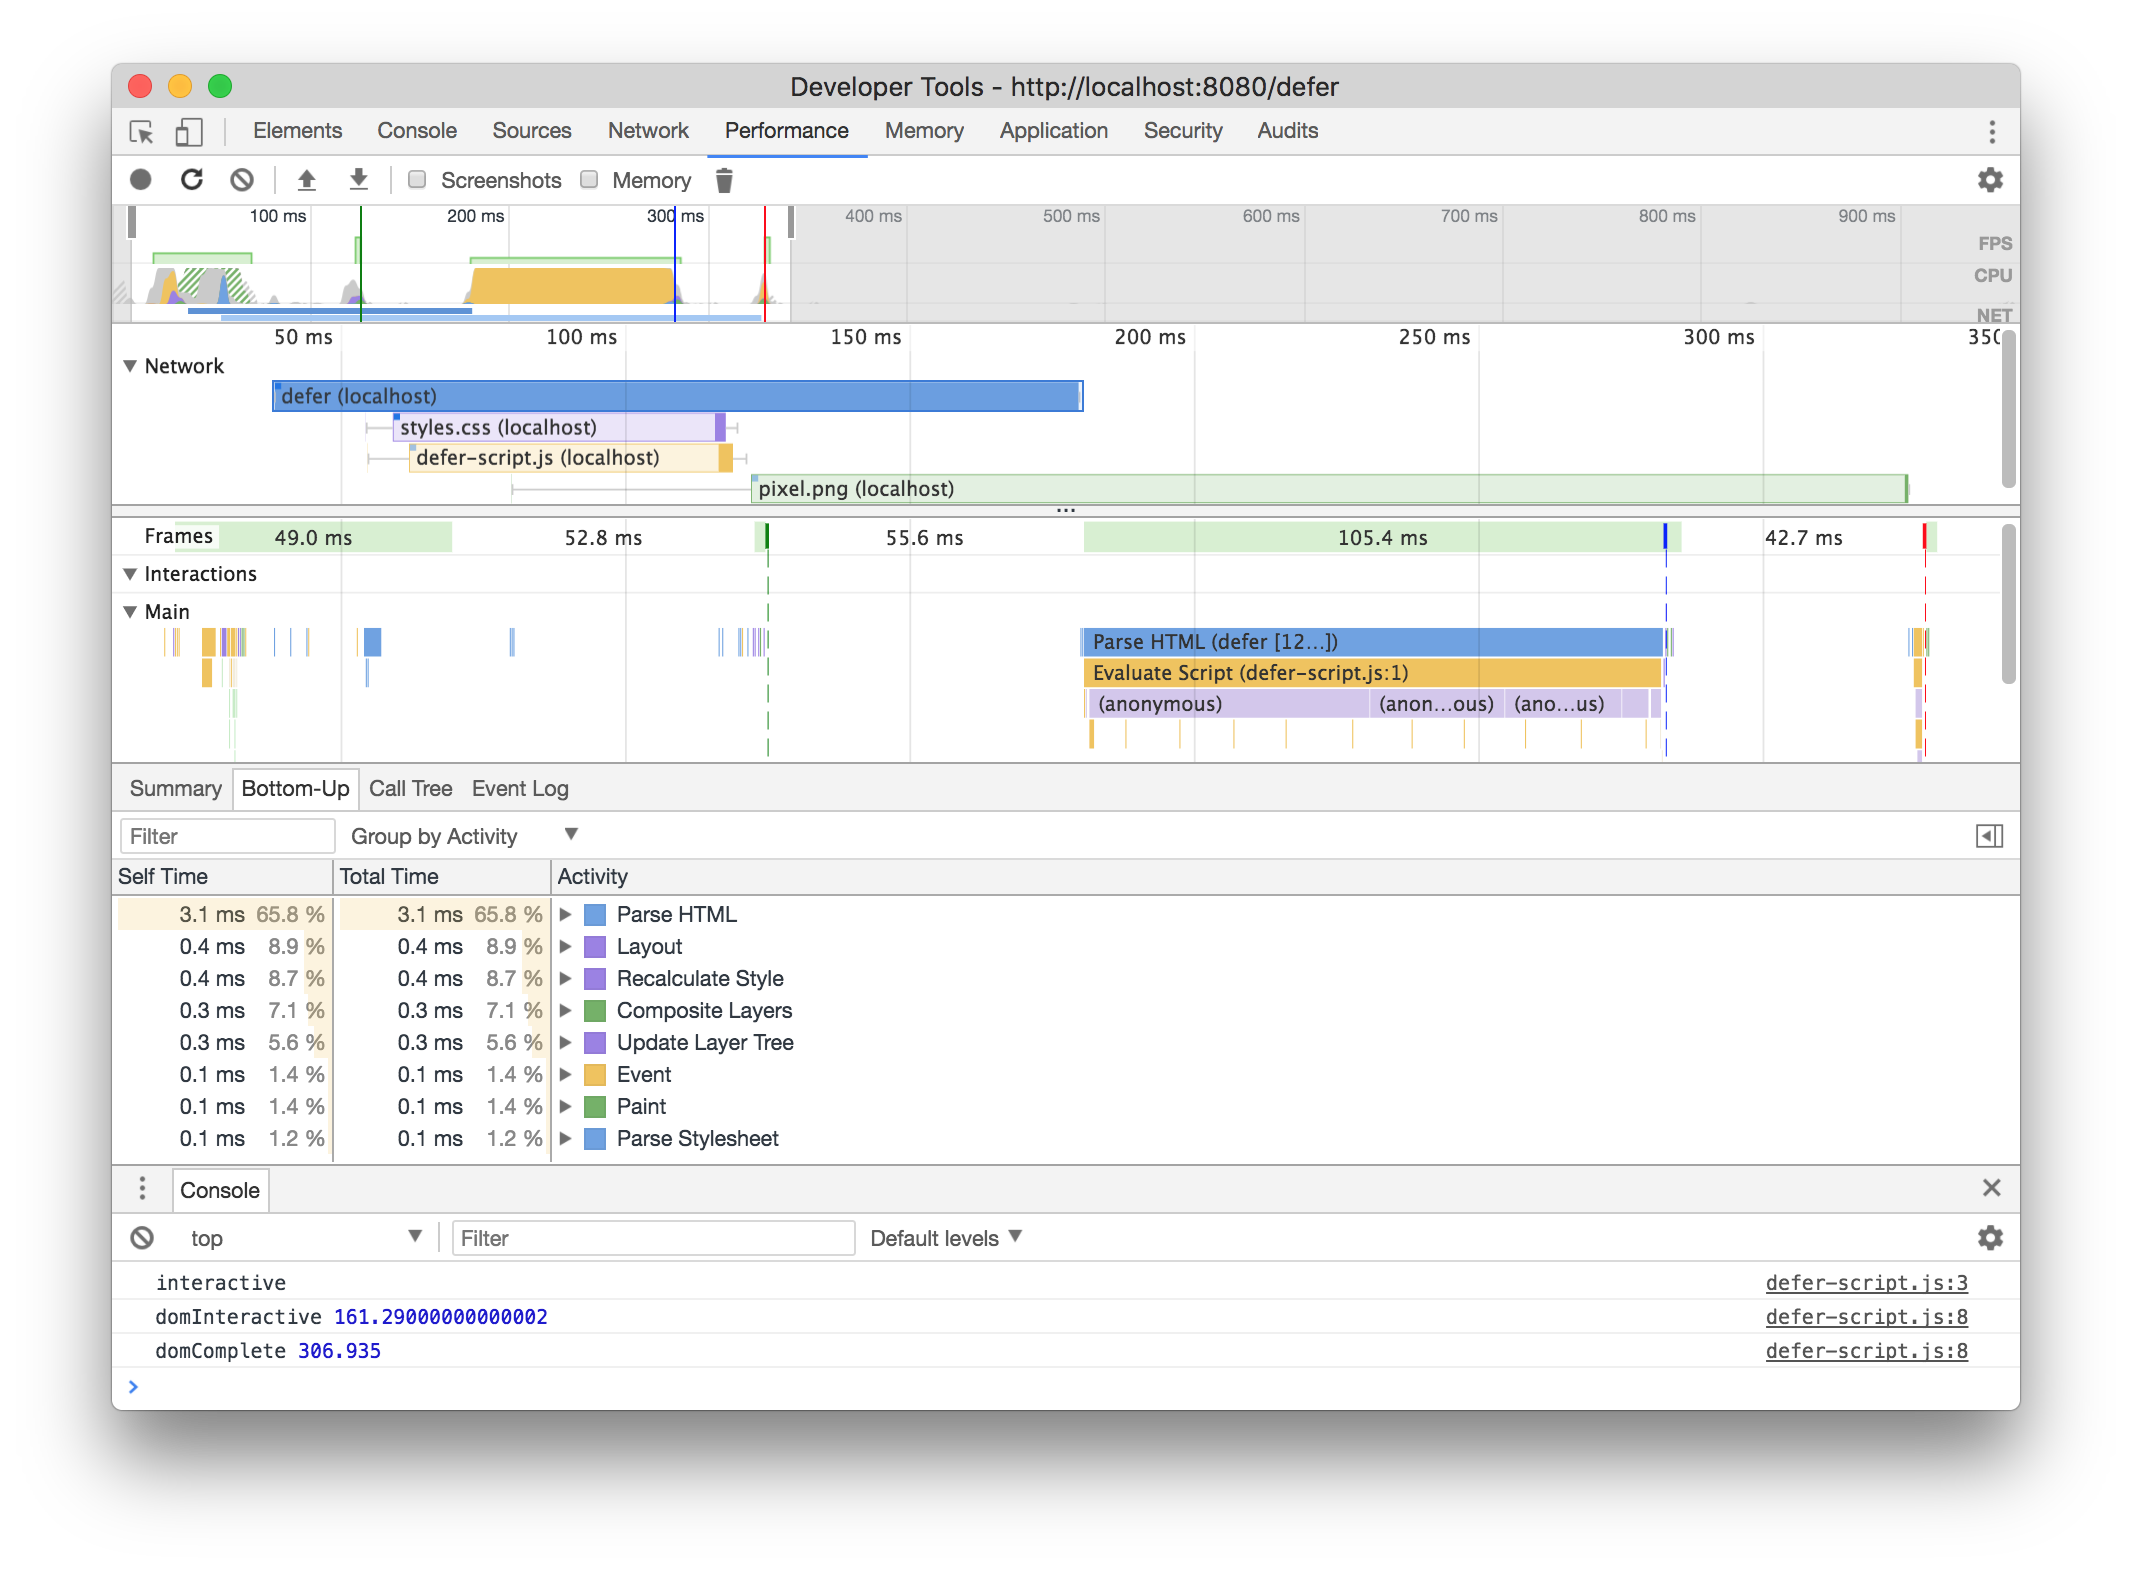 Developer Tools - http://localhost:8080/defer
Elements Console Sources Network Performance Memory Application Security Audits
Screenshots Memory
100 ms 200 ms 300 ms 400 ms 500 ms 600 ms 700 ms 800 ms 900 ms
FPS
CPU
NET
50 ms 100 ms 150 ms 200 ms 250 ms 300 ms 350
Network
defer (localhost)
styles.css (localhost)
defer-script.js (localhost)
pixel.png (localhost)
...
Frames 49.0 ms 52.8 ms 55.6 ms 105.4 ms 42.7 ms
Interactions
Main
Parse HTML (defer [12...])
Evaluate Script (defer-script.js:1)
(anonymous) (anon...ous) (ano...us)
Summary Bottom-Up Call Tree Event Log
Filter Group by Activity
Self Time Total Time Activity
3.1 ms 65.8 % 3.1 ms 65.8 % Parse HTML
0.4 ms 8.9 % 0.4 ms 8.9 % Layout
0.4 ms 8.7 % 0.4 ms 8.7 % Recalculate Style
0.3 ms 7.1 % 0.3 ms 7.1 % Composite Layers
0.3 ms 5.6 % 0.3 ms 5.6 % Update Layer Tree
0.1 ms 1.4 % 0.1 ms 1.4 % Event
0.1 ms 1.4 % 0.1 ms 1.4 % Paint
0.1 ms 1.2 % 0.1 ms 1.2 % Parse Stylesheet
Console
top Filter Default levels
interactive defer-script.js:3
domInteractive 161.29000000000002 defer-script.js:8
domComplete 306.935 defer-script.js:8